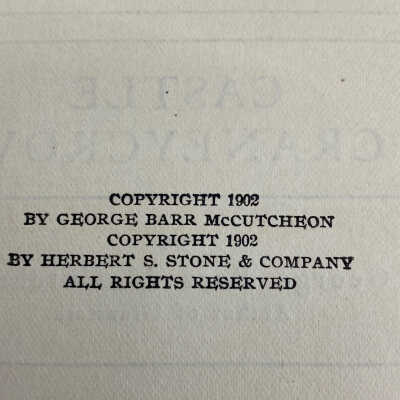 COPYRIGHT 1902
BY GEORGE BARR McCUTCHEON
COPYRIGHT 1902
BY HERBERT S. STONE & COMPANY
ALL RIGHTS RESERVED